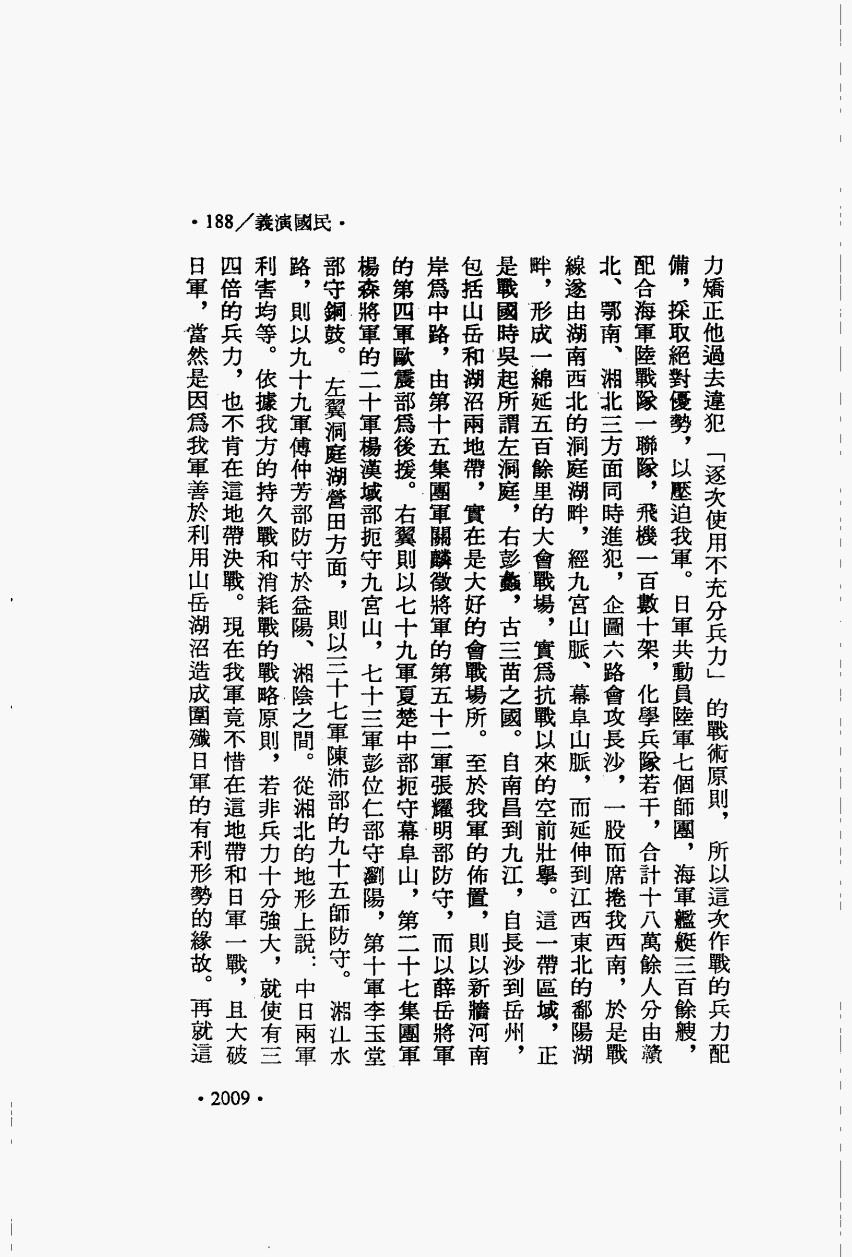 •188／義演國民•
力矯正他過去違犯「逐次使用不充分兵力」的戰術原則，所以這次作戰的兵力配
備，採取絕對優勢，以壓迫我軍。日軍共動員陸軍七個師團，海軍艦艇三百餘艘，
配合海軍陸戰隊一聯隊，飛機一百數十架，化學兵隊若干，合計十八萬餘人分由贛
北、鄂南、湘北三方面同時進犯，企圖六路會攻長沙，一股而席捲我西南，於是戰
線遂由湖南西北的洞庭湖畔，經九宮山脈、幕阜山脈，而延伸到江西東北的鄱陽湖
畔，形成一綿延五百餘里的大會戰場，實爲抗戰以來的空前壯舉。這一帶區域，正
是戰國時吳起所謂左洞庭，右彭蠡，古三苗之國。自南昌到九江，自長沙到岳州，
包括山岳和湖沼兩地帶，實在是大好的會戰場所。至於我軍的佈置，則以新牆河南
岸爲中路，由第十五集團軍關麟徵將軍的第五十二軍張耀明部防守，而以薛岳將軍
的第四軍歐震部爲後援。右翼則以七十九軍夏楚中部扼守幕阜山，第二十七集團軍
楊森將軍的二十軍楊漢域部扼守九宮山，七十三軍彭位仁部守瀏陽，第十軍李玉堂
部守銅鼓。左翼洞庭湖營田方面，則以三十七軍陳沛部的九十五師防守。湘江水
路，則以九十九軍傅仲芳部防守於益陽、湘陰之間。從湘北的地形上說：中日兩軍
利害均等。依據我方的持久戰和消耗戰的戰略原則，若非兵力十分強大，就使有三
四倍的兵力，也不肯在這地帶決戰。現在我軍竟不惜在這地帶和日軍一戰，且大破
日軍，當然是因爲我軍善於利用山岳湖沼造成圍殲日軍的有利形勢的緣故。再就這
•2009•